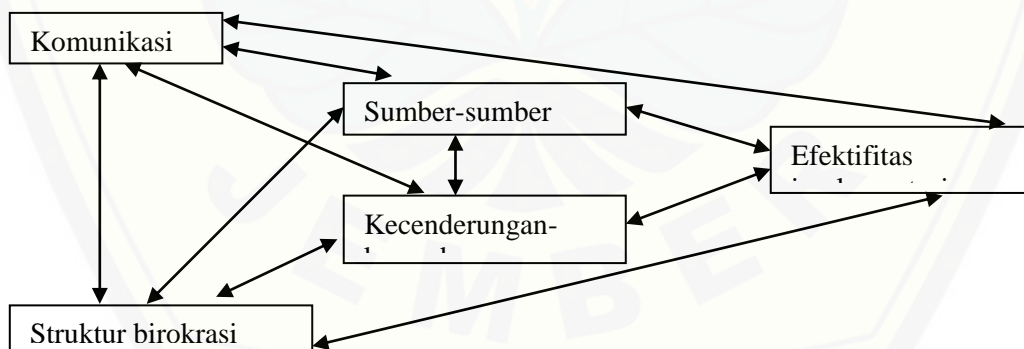 Komunikasi
Sumber-sumber
Efektifitas
Kecenderungan-
Struktur birokrasi